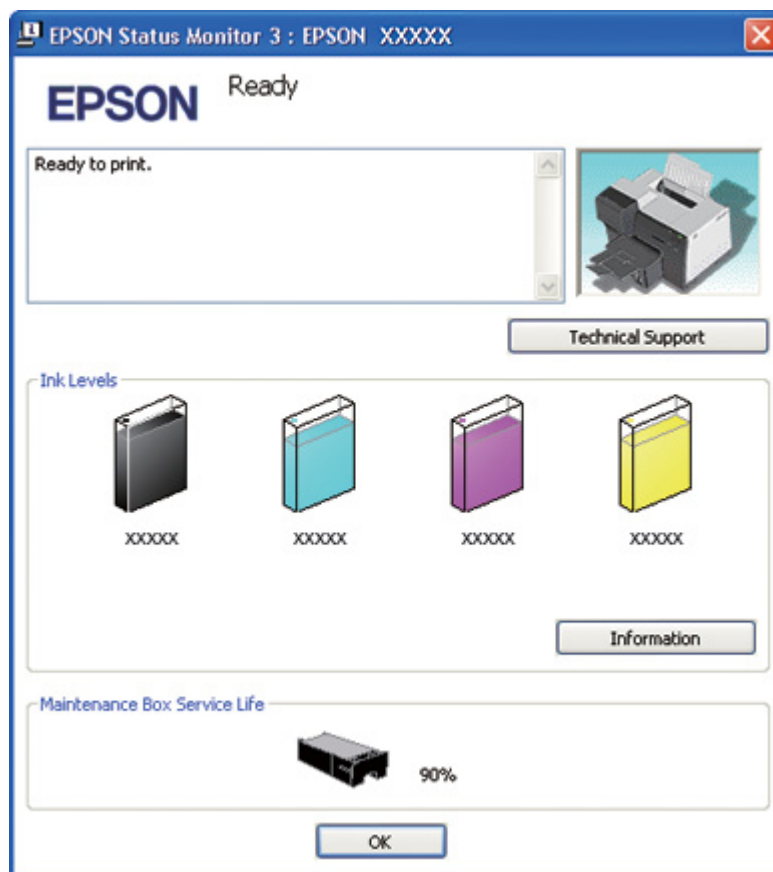 EPSON Status Monitor 3 : EPSON XXXXX
EPSON
Ready
Ready to print.
Technical Support
Ink Levels
XXXXX XXXXX XXXXX XXXXX
Information
Maintenance Box Service Life
90%
OK